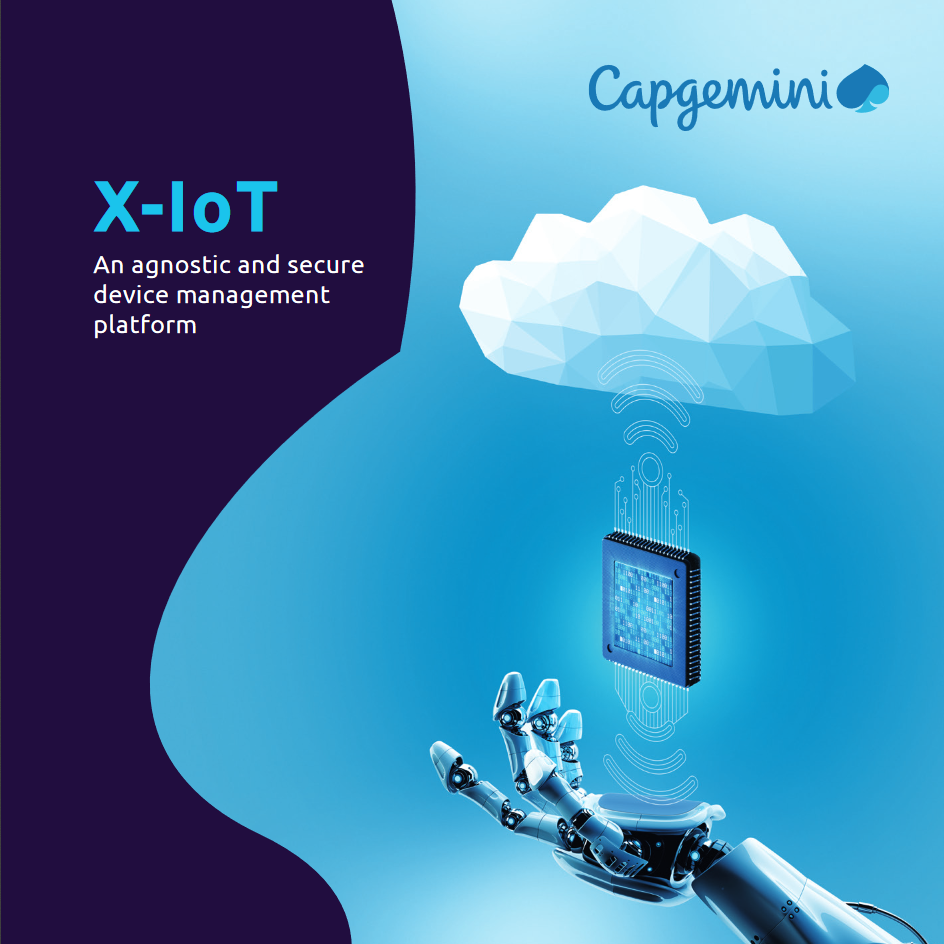 Capgemini
X-IoT
An agnostic and secure
device management
platform